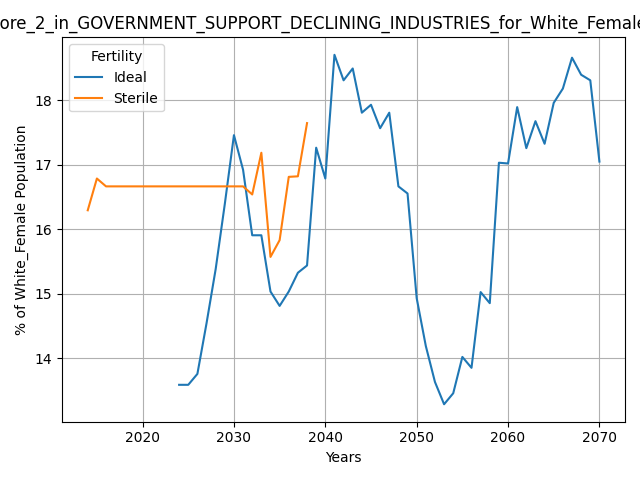 ore_2_in_GOVERNMENT_SUPPORT_DECLINING_INDUSTRIES_for_White_Female
Fertility
Ideal
Sterile
% of White_Female Population
18
17
16
15
14
2020 2030 2040 2050 2060 2070
Years